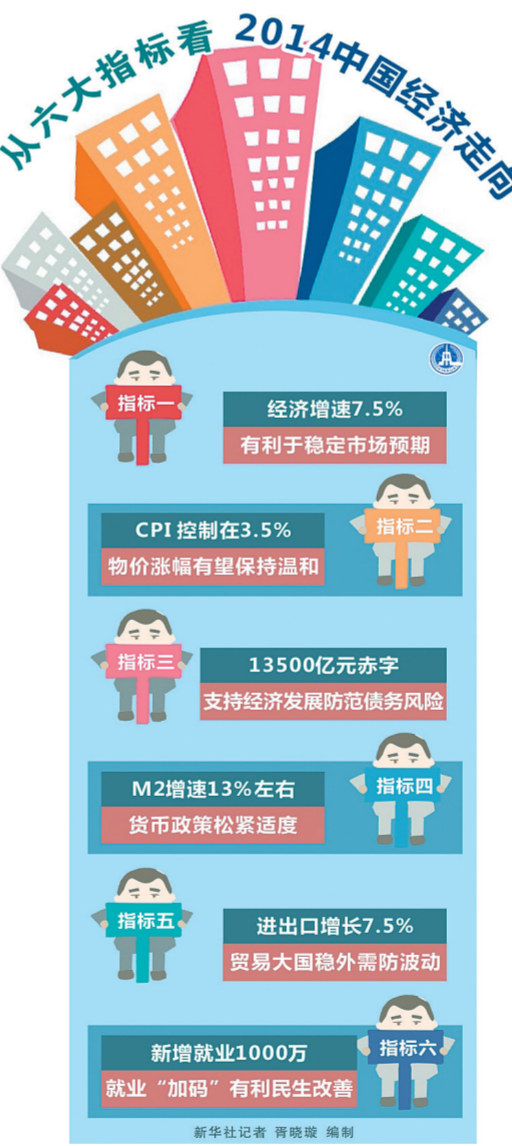 从六大指标看 2014中国经济走向
指标一
经济增速7.5%
有利于稳定市场预期
指标二
CPI 控制在3.5%
物价涨幅有望保持温和
指标三
13500亿元赤字
支持经济发展防范债务风险
指标四
M2增速13%左右
货币政策松紧适度
指标五
进出口增长7.5%
贸易大国稳外需防波动
指标六
新增就业1000万
就业“加码”有利民生改善
新华社记者 胥晓璇 编制